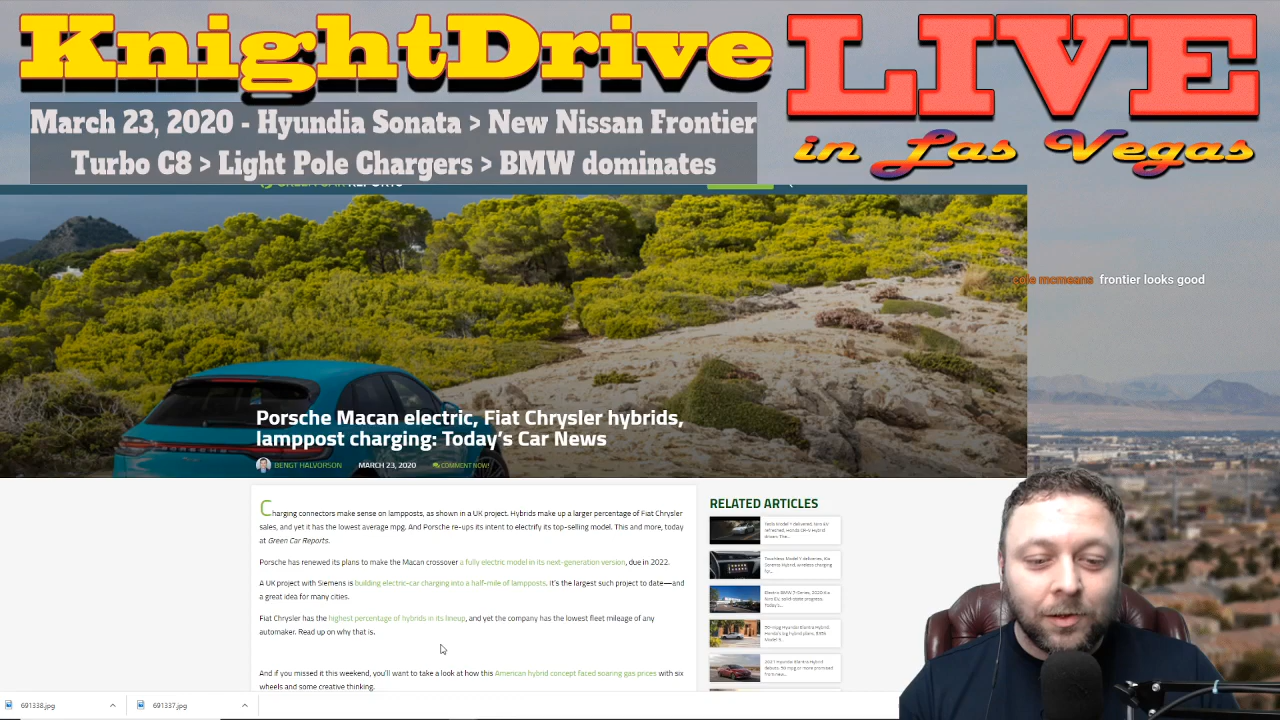 KnightDrive LIVE
March 23, 2020 - Hyundia Sonata > New Nissan Frontier
Turbo C8 > Light Pole Chargers > BMW dominates
in Las Vegas
mcmeans frontier looks good
Porsche Macan electric, Fiat Chrysler hybrids,
lamppost charging: Today's Car News
BENGT HALVORSON MARCH 23, 2020 COMMENT NOW!
Charging connectors make sense on lampposts, as shown in a UK project. Hybrids make up a larger percentage of Fiat Chrysler
sales, and yet it has the lowest average mpg. And Porsche re-ups its intent to electrify its top-selling model. This and more, today
at Green Car Reports.
Porsche has renewed its plans to make the Macan crossover a fully electric model in its next-generation version, due in 2022.
A UK project with Siemens is building electric-car charging into a half-mile of lampposts. It's the largest such project to date—and
a great idea for many cities.
Fiat Chrysler has the highest percentage of hybrids in its lineup, and yet the company has the lowest fleet mileage of any
automaker. Read up on why that is.
And if you missed it this weekend, you'll want to take a look at how this American hybrid concept faced soaring gas prices with six
wheels and some creative thinking.
RELATED ARTICLES
691338.jpg
691337.jpg